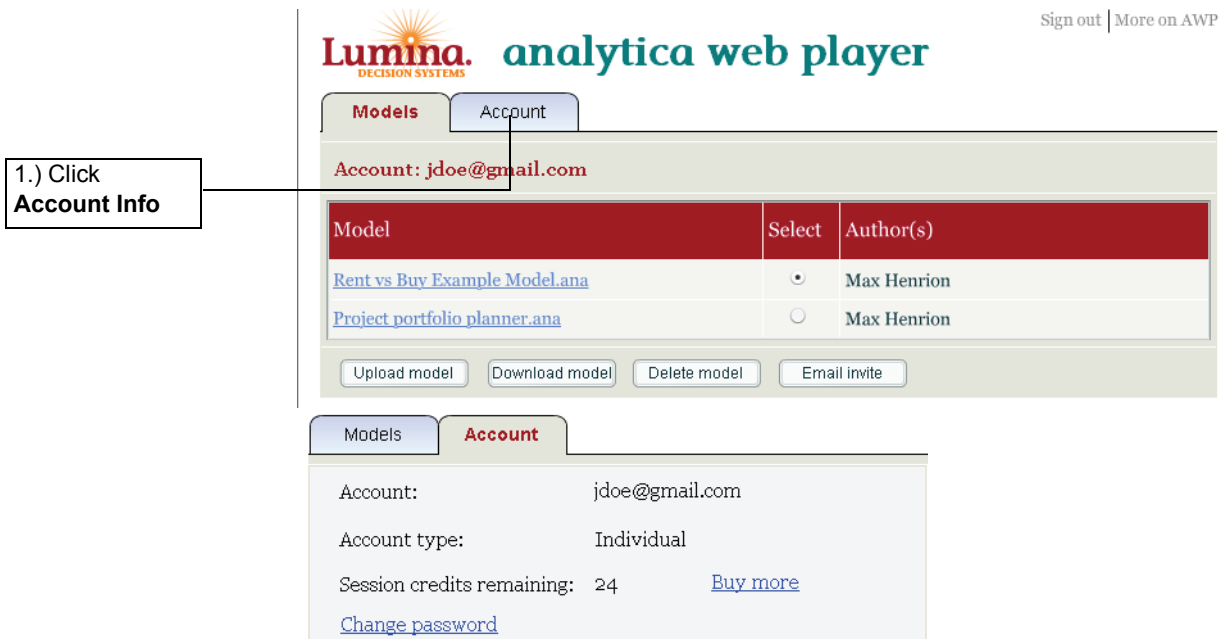 Sign out | More on AWP
Lumina.
DECISION SYSTEMS
analytica web player
Models Account
1.) Click
Account Info
Account: jdoe@gmail.com
Model Select Author(s)
Rent vs Buy Example Model.ana Max Henrion
Project portfolio planner.ana Max Henrion
Upload model Download model Delete model Email invite
Models Account
Account: jdoe@gmail.com
Account type: Individual
Session credits remaining: 24 Buy more
Change password